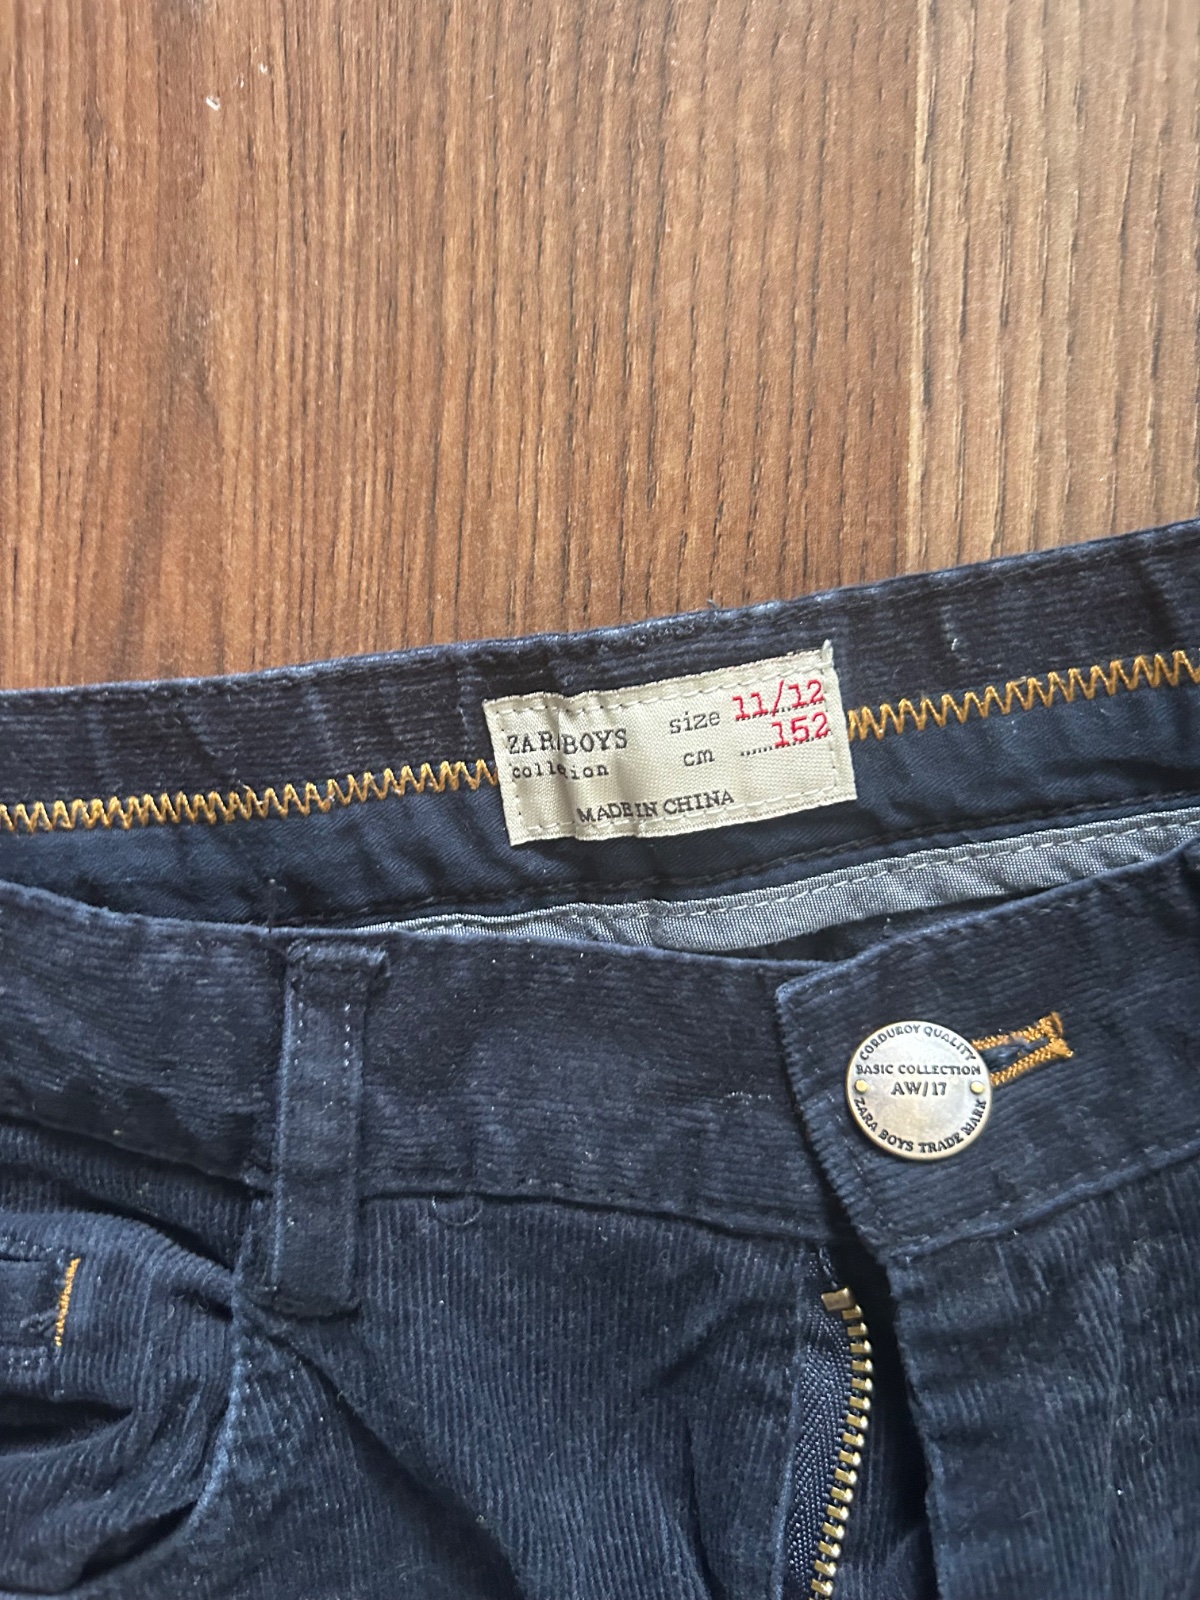 ZARA BOYS
collection
size 11/12
cm 152
MADE IN CHINA
CORDUROY QUALITY
BASIC COLLECTION
AW/17
ZARA BOYS TRADE MARK